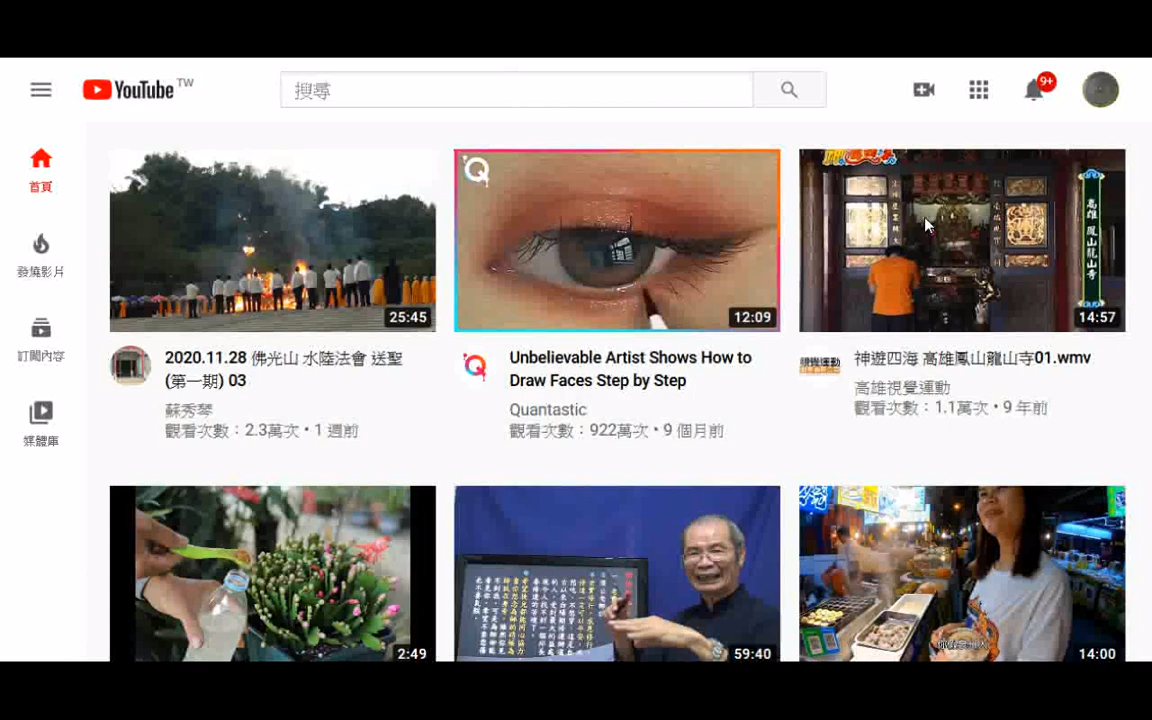 YouTube TW
搜尋
9+
首頁
發燒影片
訂閱內容
媒體庫
25:45
12:09
高雄 鳳山龍山寺
14:57
2020.11.28 佛光山 水陸法會 送聖
(第一期) 03
蘇秀琴
觀看次數：2.3萬次 • 1 週前
Unbelievable Artist Shows How to
Draw Faces Step by Step
Quantastic
觀看次數：922萬次 • 9 個月前
神遊四海 高雄鳳山龍山寺01.wmv
高雄視覺運動
觀看次數：1.1萬次 • 9 年前
2:49
59:40
14:00